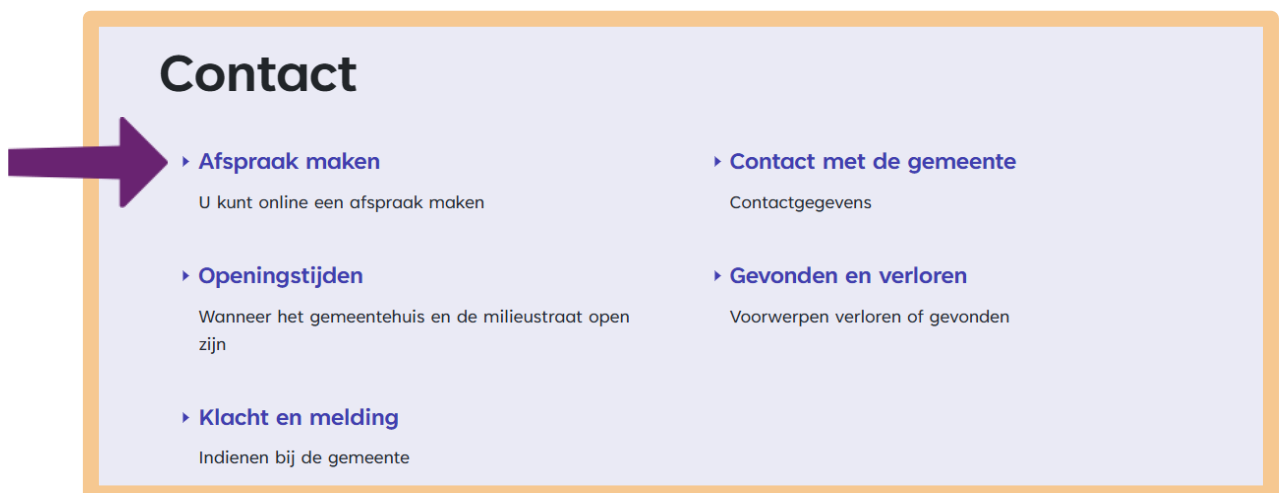 Contact
Afspraak maken
U kunt online een afspraak maken
Openingstijden
Wanneer het gemeentehuis en de milieustraat open
zijn
Klacht en melding
Indienen bij de gemeente
Contact met de gemeente
Contactgegevens
Gevonden en verloren
Voorwerpen verloren of gevonden